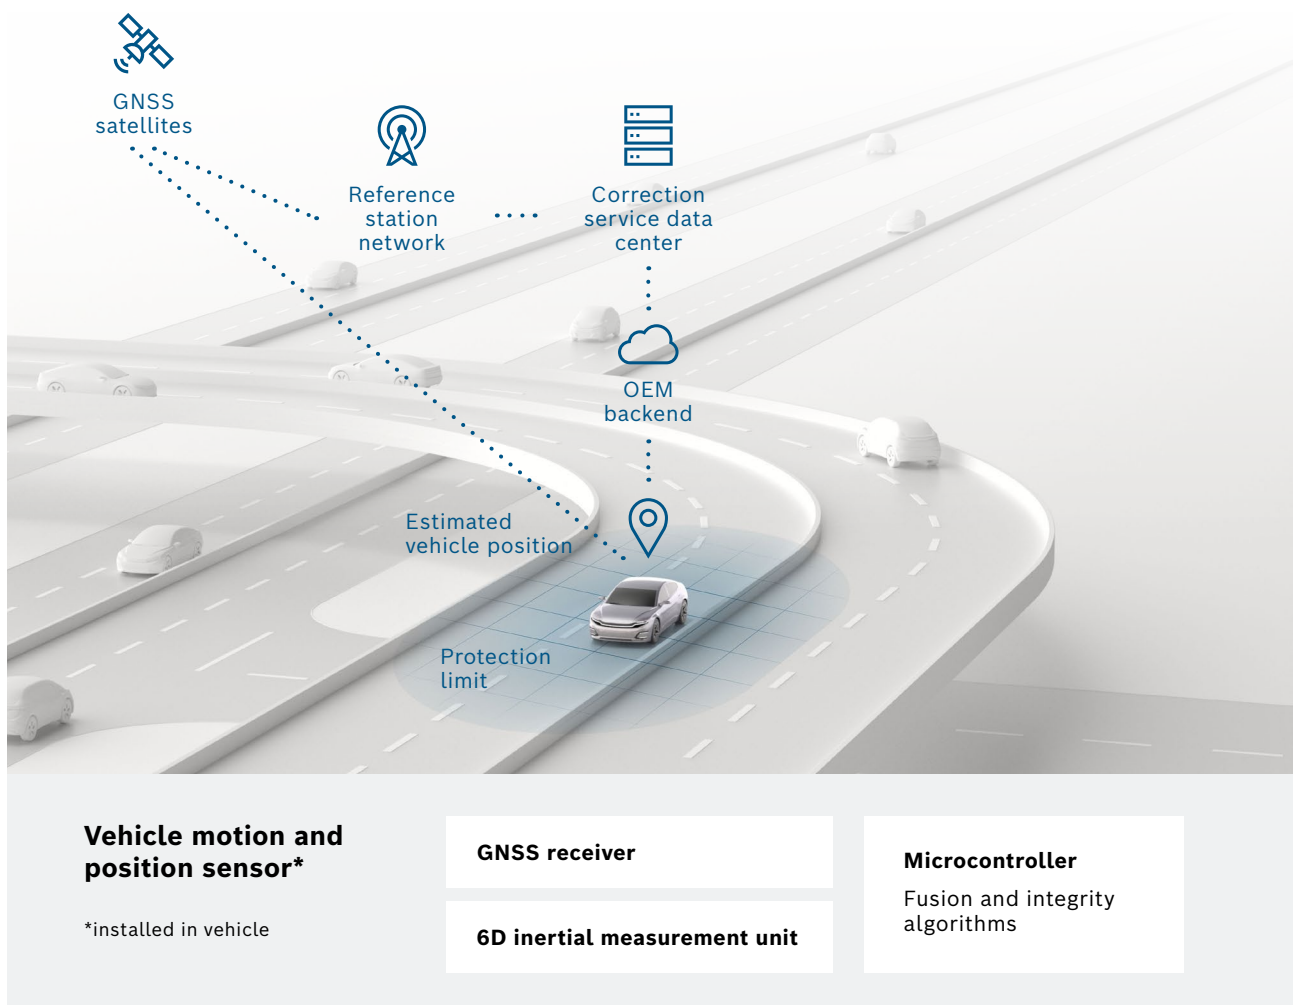 GNSS
satellites
Reference
station
network
Correction
service data
center
OEM
backend
Estimated
vehicle position
Protection
limit
Vehicle motion and
position sensor*
*installed in vehicle
GNSS receiver
6D inertial measurement unit
Microcontroller
Fusion and integrity
algorithms